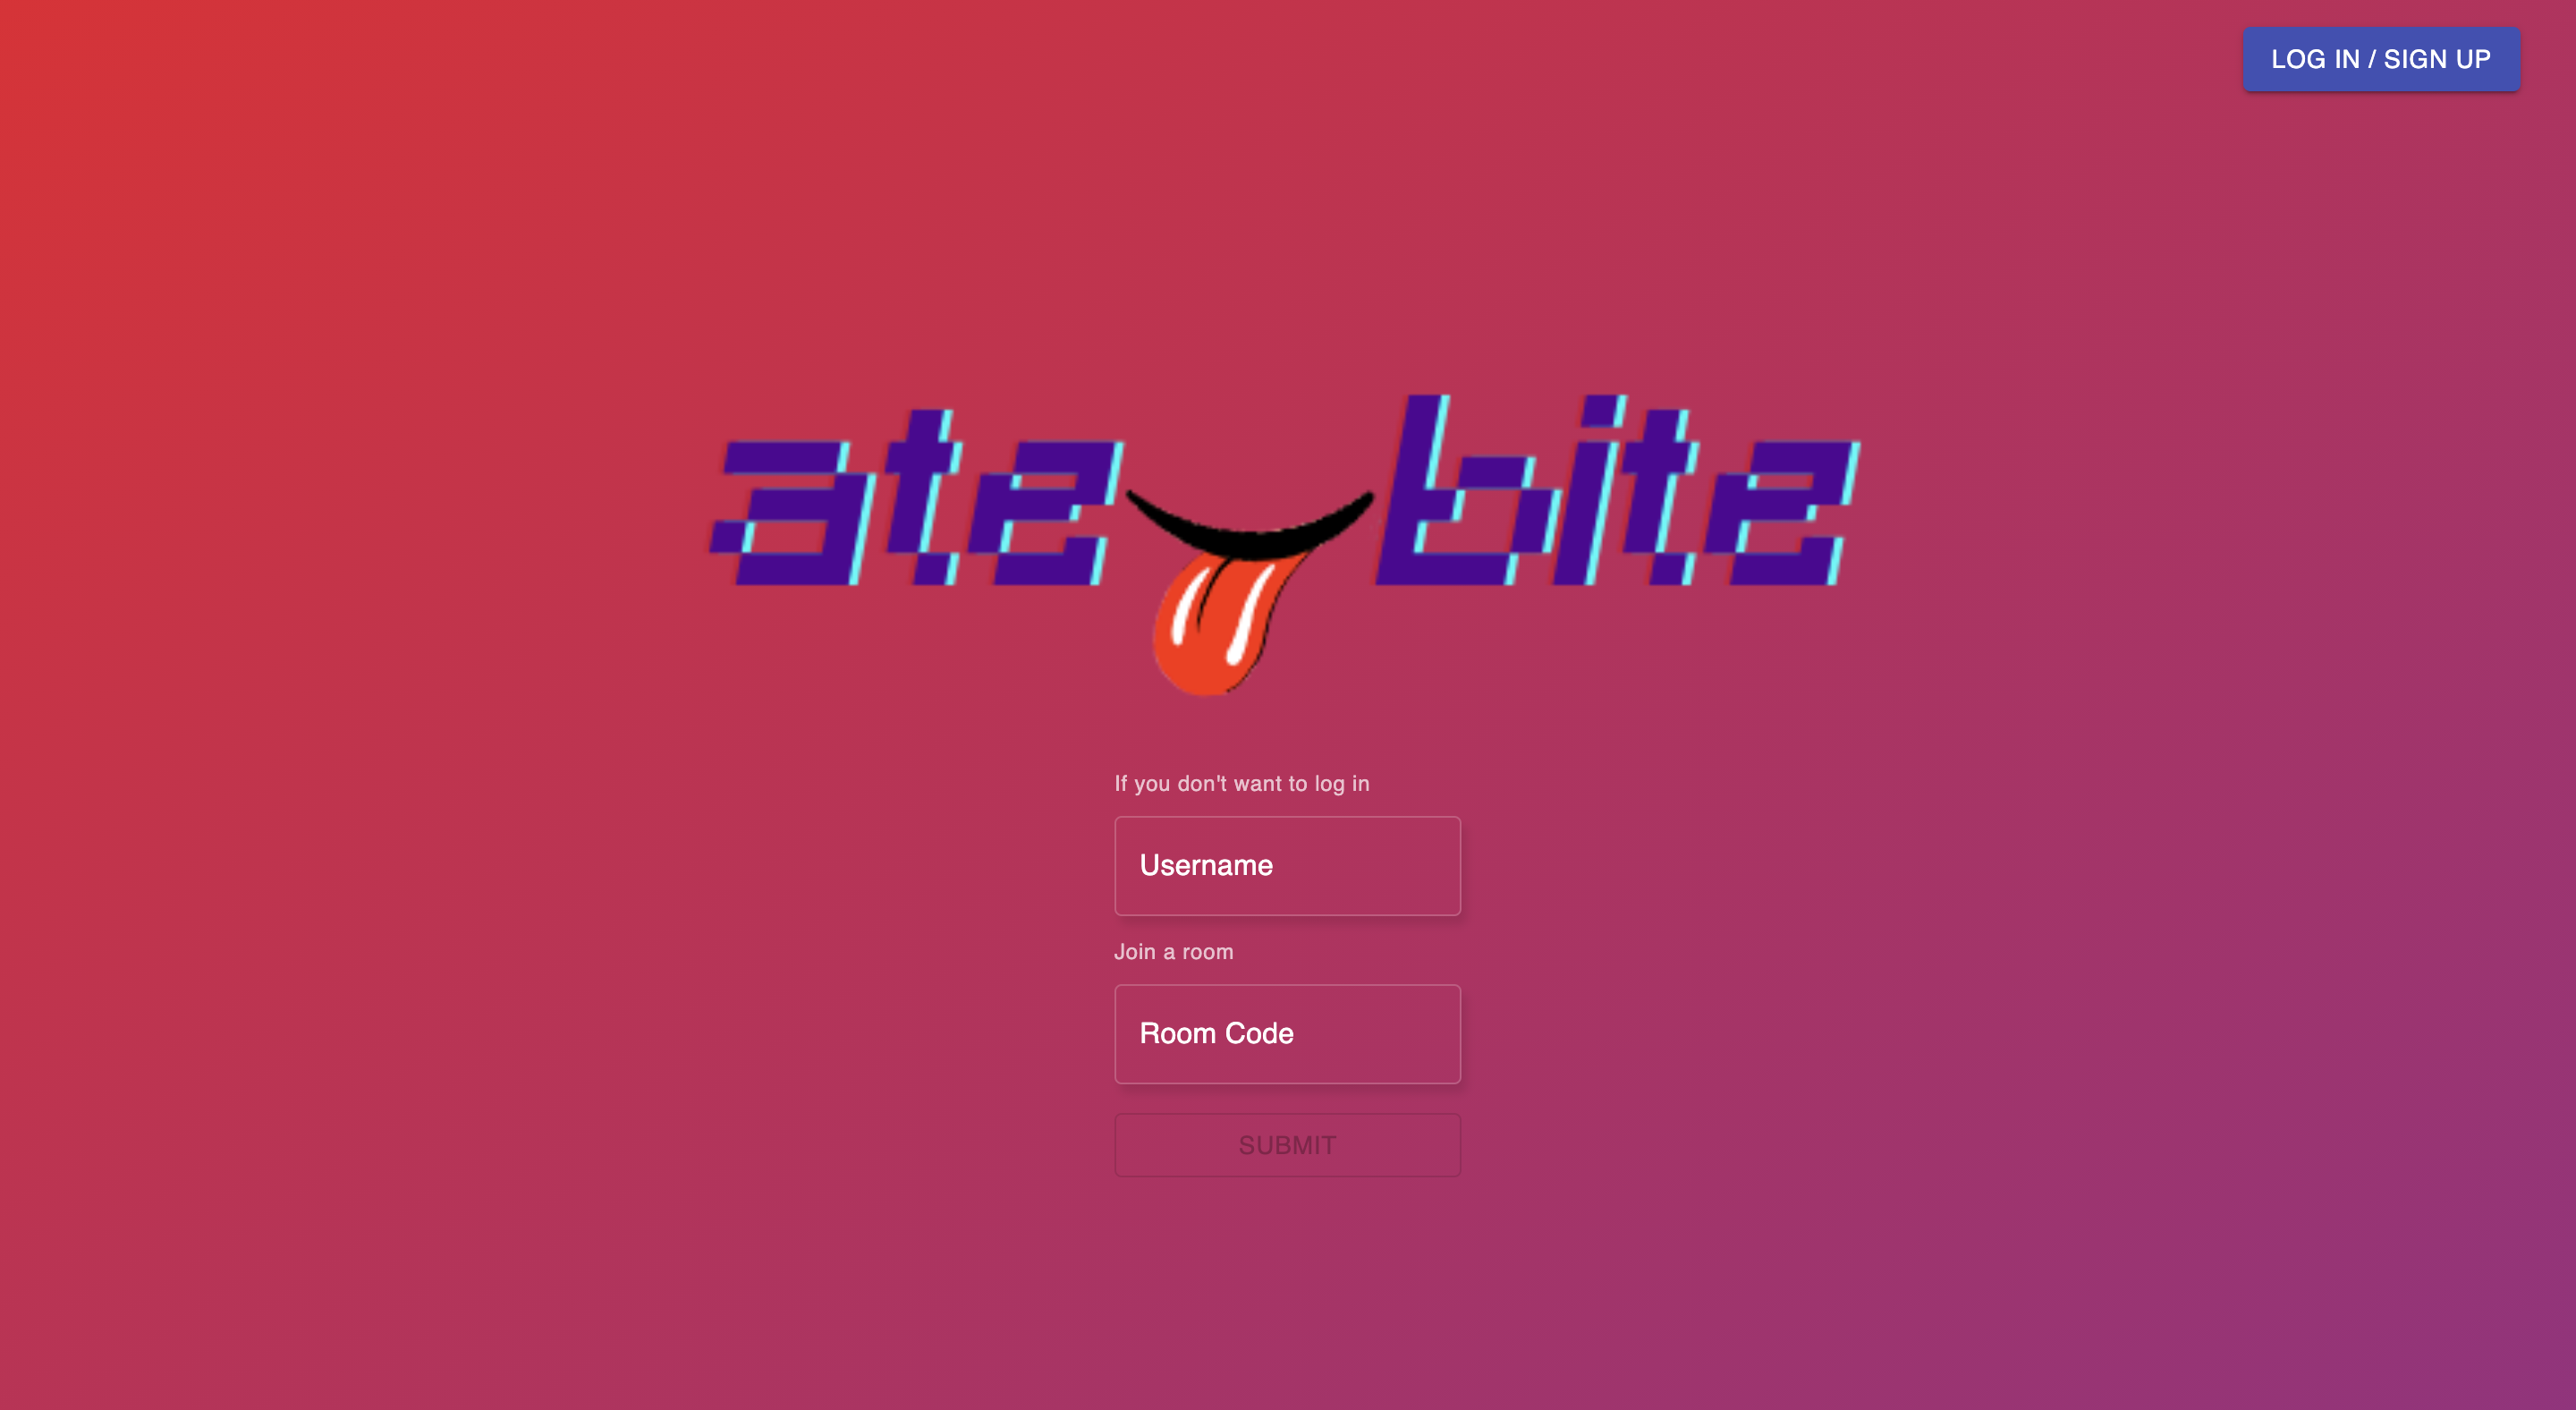 LOG IN / SIGN UP
ate bite
If you don't want to log in
Username
Join a room
Room Code
SUBMIT